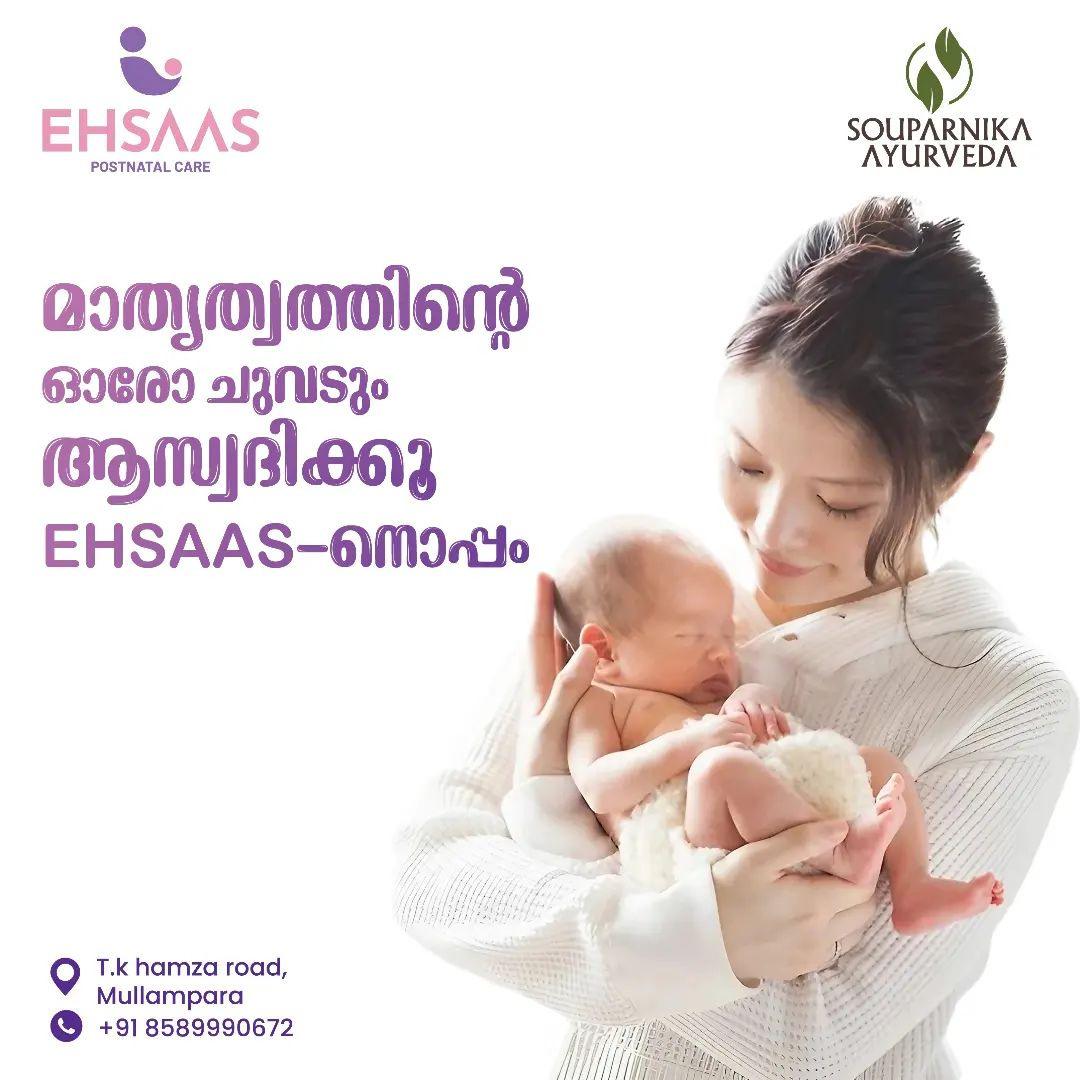 EHSAAS
POSTNATAL CARE
SOUPARNIKA
AYURVEDA
മാതൃത്വത്തിന്റെ
ഓരോ ചുവടും
ആസ്വദിക്കൂ
EHSAAS-നൊപ്പം
T.k hamza road,
Mullampara
+91 8589990672